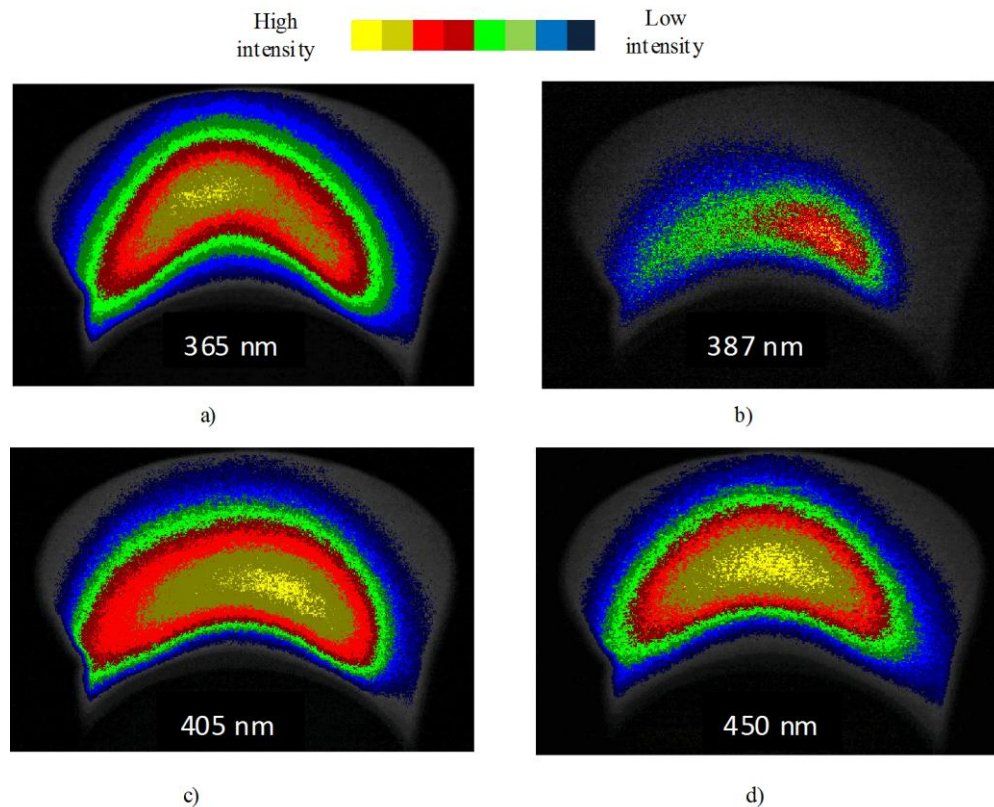 High
intensity
Low
intensity
365 nm
387 nm
a)
b)
405 nm
450 nm
c)
d)